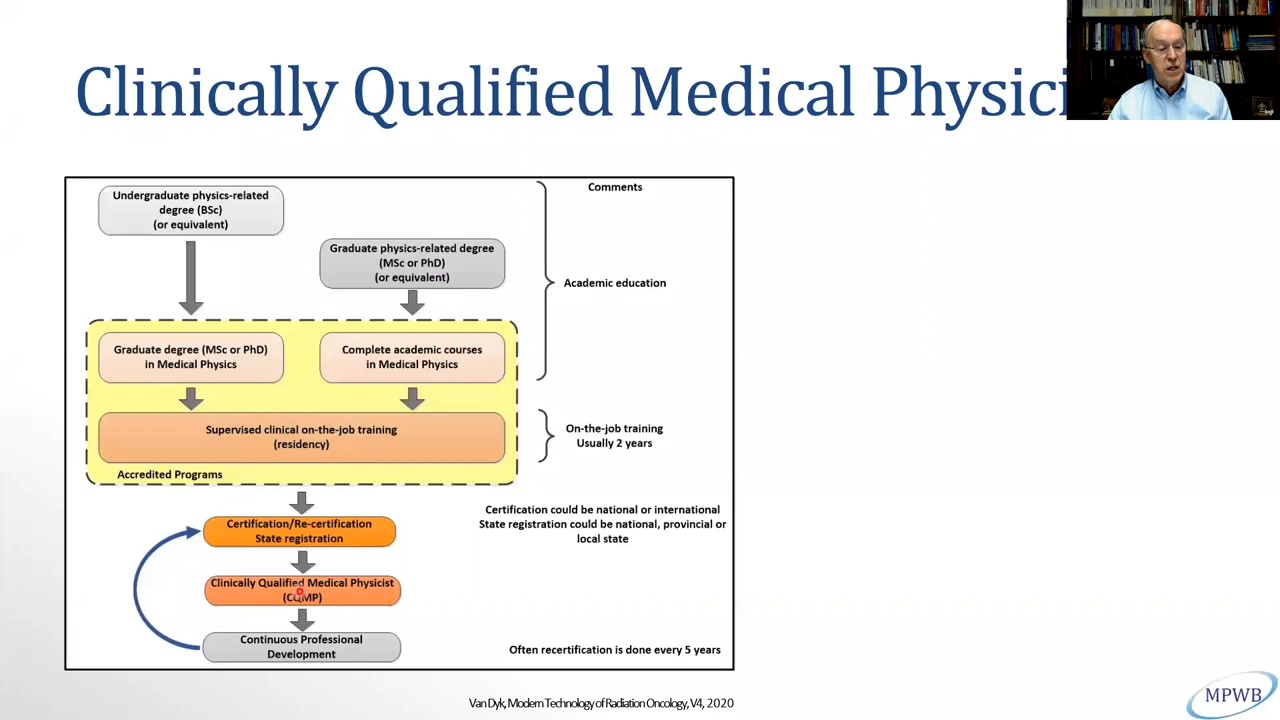 Clinically Qualified Medical Physici
Undergraduate physics-related
degree (BSc)
(or equivalent)
Graduate physics-related degree
(MSc or PhD)
(or equivalent)
Comments
Academic education
Graduate degree (MSc or PhD)
in Medical Physics
Complete academic courses
in Medical Physics
Supervised clinical on-the-job training
(residency)
On-the-job training
Usually 2 years
Accredited Programs
Certification/Re-certification
State registration
Certification could be national or international
State registration could be national, provincial or
local state
Clinically Qualified Medical Physicist
(CQMP)
Continuous Professional
Development
Often recertification is done every 5 years
Van Dyk, Modern Technology of Radiation Oncology, V4, 2020
MPWB